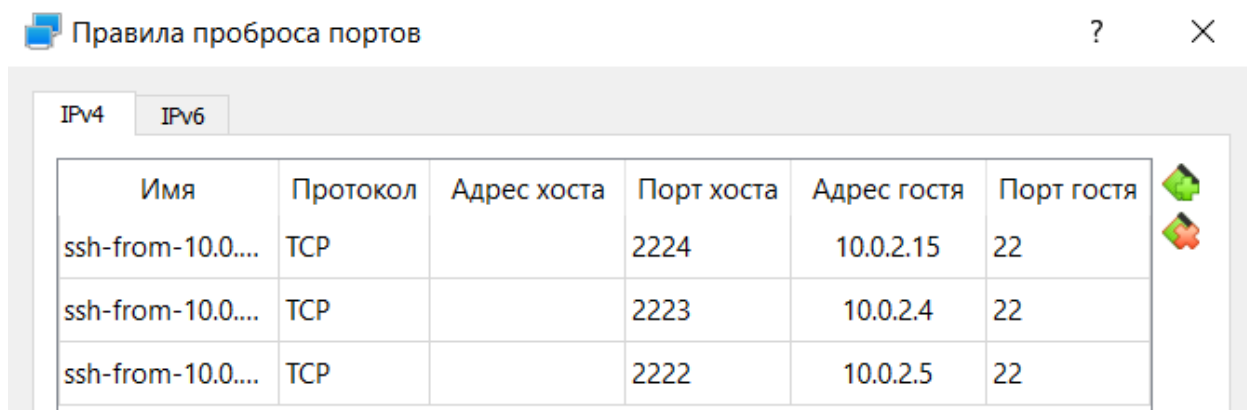 Правила проброса портов ?
IPv4 IPv6
Имя Протокол Адрес хоста Порт хоста Адрес гостя Порт гостя
ssh-from-10.0.... TCP 2224 10.0.2.15 22
ssh-from-10.0.... TCP 2223 10.0.2.4 22
ssh-from-10.0.... TCP 2222 10.0.2.5 22